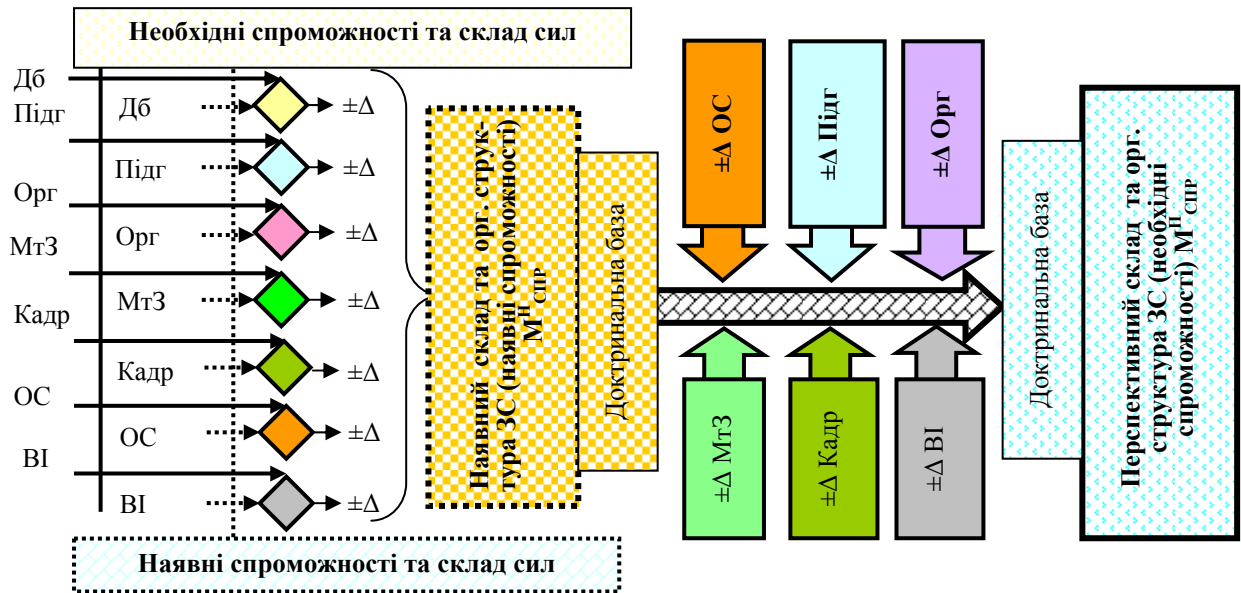 Необхідні спроможності та склад сил
Дб
Підг
Орг
МтЗ
Кадр
ОС
ВІ
Дб
±Δ
Підг
±Δ
Орг
±Δ
МтЗ
±Δ
Кадр
±Δ
ОС
±Δ
ВІ
±Δ
Наявні спроможності та склад сил
Наявний склад та орг. струк-
тура ЗС (наявні спроможності)
М^Н_СПР
Доктринальна база
±Δ ОС
±Δ Підг
±Δ Орг
±Δ МтЗ
±Δ Кадр
±Δ ВІ
Доктринальна база
Перспективний склад та орг.
структура ЗС (необхідні
спроможності) М^Н_СПР